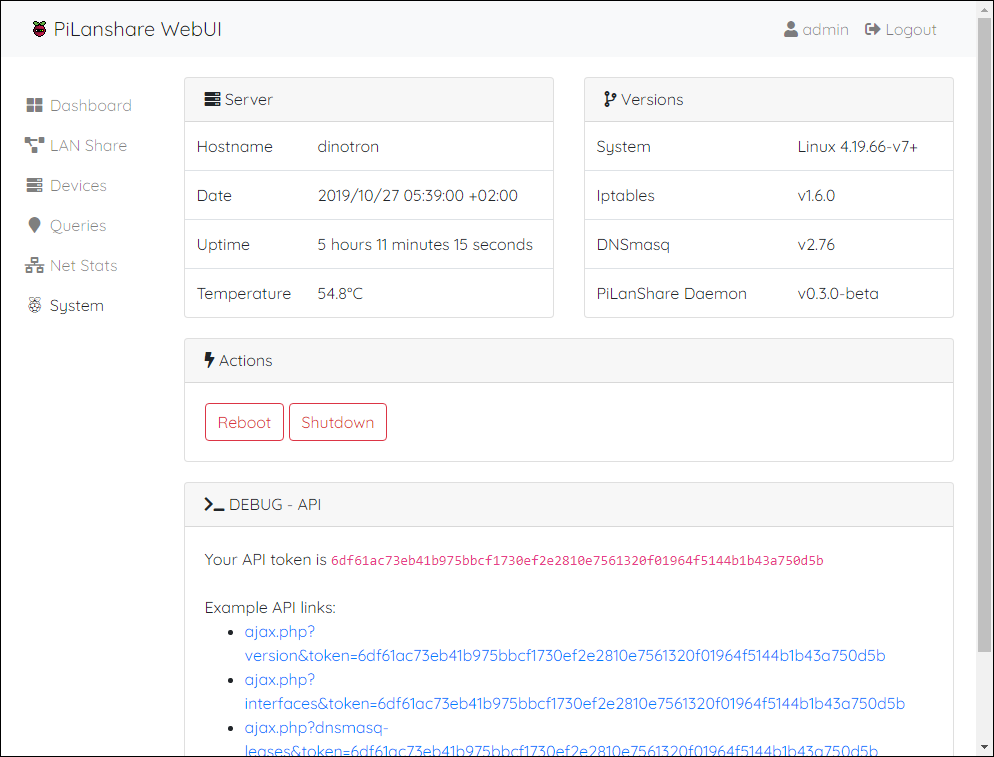 PiLanshare WebUI
admin
Logout
Dashboard
LAN Share
Devices
Queries
Net Stats
System
Server
Hostname dinotron
Date 2019/10/27 05:39:00 +02:00
Uptime 5 hours 11 minutes 15 seconds
Temperature 54.8°C
Versions
System Linux 4.19.66-v7+
Iptables v1.6.0
DNSmasq v2.76
PiLanShare Daemon v0.3.0-beta
Actions
Reboot Shutdown
DEBUG - API
Your API token is 6df61ac73eb41b975bbcf1730ef2e2810e7561320f01964f5144b1b43a750d5b
Example API links:
ajax.php?
version&token=6df61ac73eb41b975bbcf1730ef2e2810e7561320f01964f5144b1b43a750d5b
ajax.php?
interfaces&token=6df61ac73eb41b975bbcf1730ef2e2810e7561320f01964f5144b1b43a750d5b
ajax.php?dnsmasq-
leases&token=6df61ac73eb41b975bbcf1730ef2e2810e7561320f01964f5144b1b43a750d5b